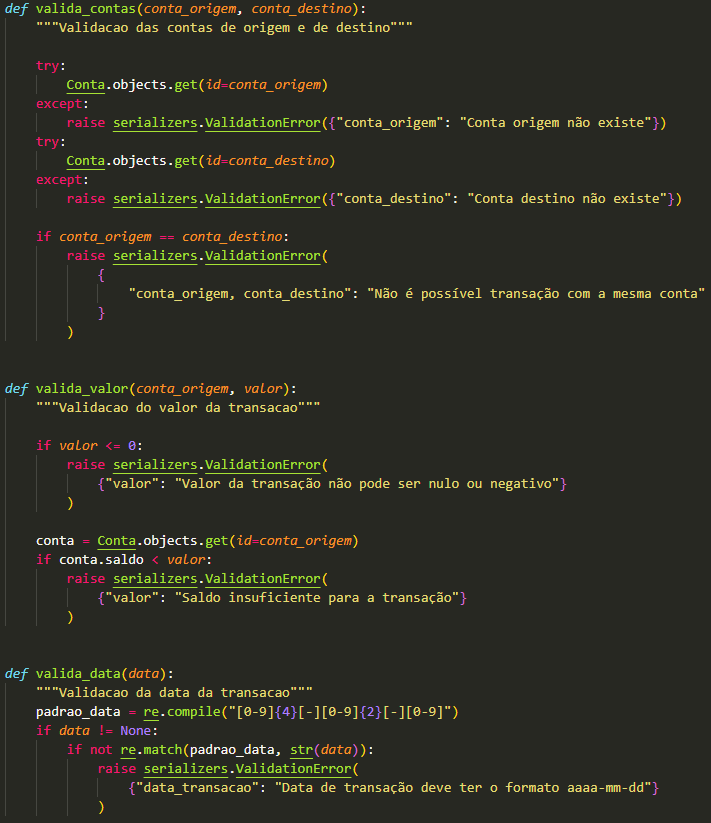 def valida_contas(conta_origem, conta_destino):
    """Validacao das contas de origem e de destino"""

    try:
        Conta.objects.get(id=conta_origem)
    except:
        raise serializers.ValidationError({"conta_origem": "Conta origem não existe"})
    try:
        Conta.objects.get(id=conta_destino)
    except:
        raise serializers.ValidationError({"conta_destino": "Conta destino não existe"})

    if conta_origem == conta_destino:
        raise serializers.ValidationError(
            {
                "conta_origem, conta_destino": "Não é possível transação com a mesma conta"
            }
        )


def valida_valor(conta_origem, valor):
    """Validacao do valor da transacao"""

    if valor <= 0:
        raise serializers.ValidationError(
            {"valor": "Valor da transação não pode ser nulo ou negativo"}
        )

    conta = Conta.objects.get(id=conta_origem)
    if conta.saldo < valor:
        raise serializers.ValidationError(
            {"valor": "Saldo insuficiente para a transação"}
        )


def valida_data(data):
    """Validacao da data da transacao"""
    padrao_data = re.compile("[0-9]{4}[-][0-9]{2}[-][0-9]")
    if data != None:
        if not re.match(padrao_data, str(data)):
            raise serializers.ValidationError(
                {"data_transacao": "Data de transação deve ter o formato aaaa-mm-dd"}
            )